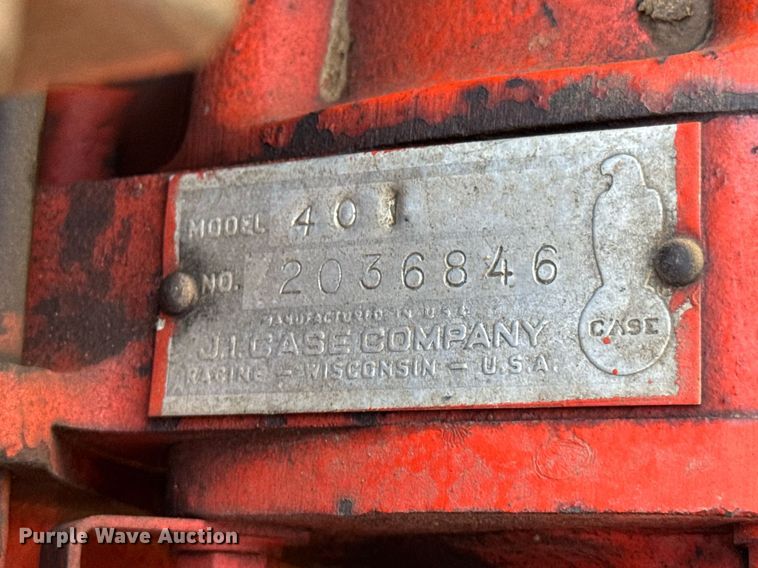 MODEL 401
NO. 2036846
MANUFACTURED IN U.S.A.
J.I. CASE COMPANY
RACINE - WISCONSIN - U.S.A.
CASE
Purple Wave Auction